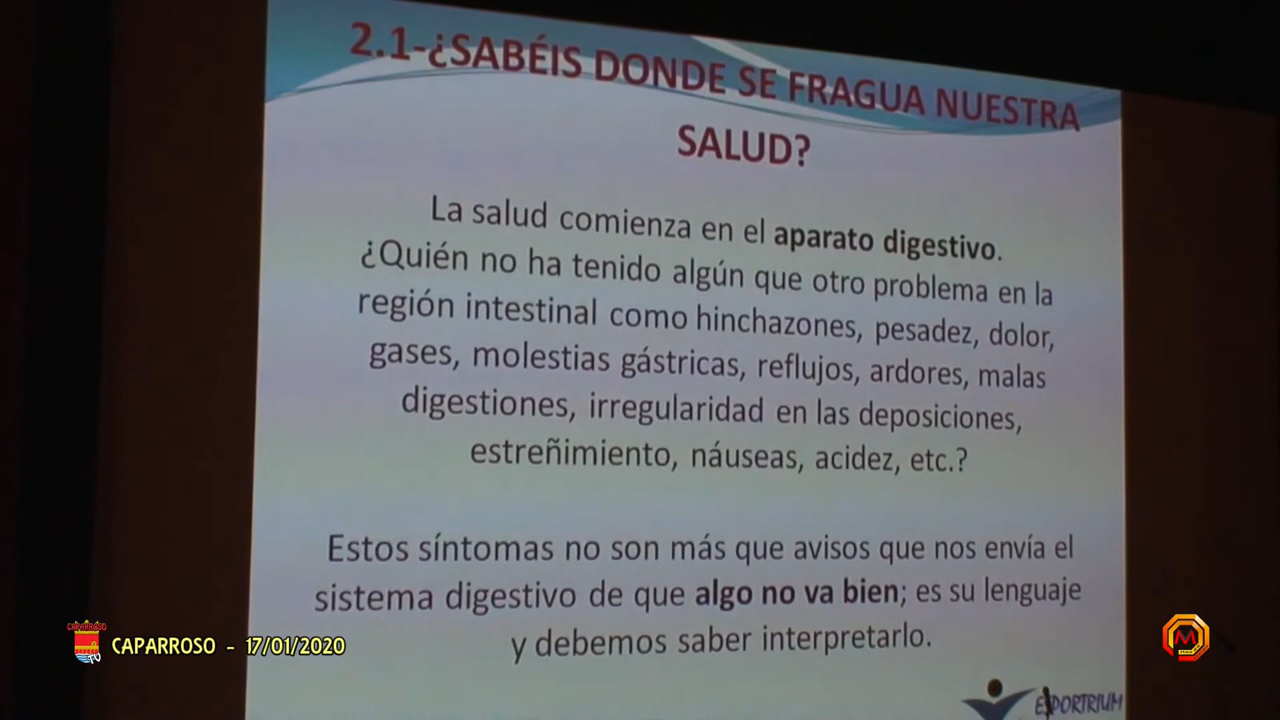 2.1-¿SABÉIS DONDE SE FRAGUA NUESTRA
SALUD?
La salud comienza en el aparato digestivo.
¿Quién no ha tenido algún que otro problema en la
región intestinal como hinchazones, pesadez, dolor,
gases, molestias gástricas, reflujos, ardores, malas
digestiones, irregularidad en las deposiciones,
estreñimiento, náuseas, acidez, etc.?
Estos síntomas no son más que avisos que nos envía el
sistema digestivo de que algo no va bien; es su lenguaje
y debemos saber interpretarlo.
CAPARROSO
TV
CAPARROSO - 17/01/2020
M
ESPORTRIUM